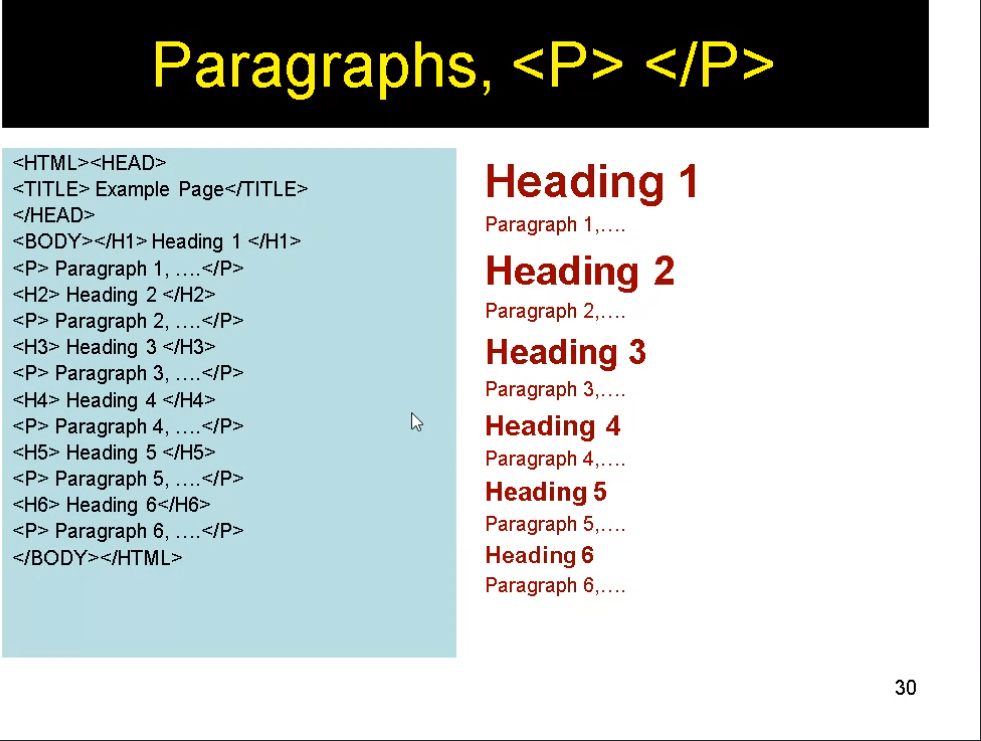 Paragraphs, <P> </P>
<HTML><HEAD>
<TITLE> Example Page</TITLE>
</HEAD>
<BODY></H1> Heading 1 </H1>
<P> Paragraph 1, ….</P>
<H2> Heading 2 </H2>
<P> Paragraph 2, ….</P>
<H3> Heading 3 </H3>
<P> Paragraph 3, ….</P>
<H4> Heading 4 </H4>
<P> Paragraph 4, ….</P>
<H5> Heading 5 </H5>
<P> Paragraph 5, ….</P>
<H6> Heading 6</H6>
<P> Paragraph 6, ….</P>
</BODY></HTML>
Heading 1
Paragraph 1,….
Heading 2
Paragraph 2,….
Heading 3
Paragraph 3,….
Heading 4
Paragraph 4,….
Heading 5
Paragraph 5,….
Heading 6
Paragraph 6,….
30